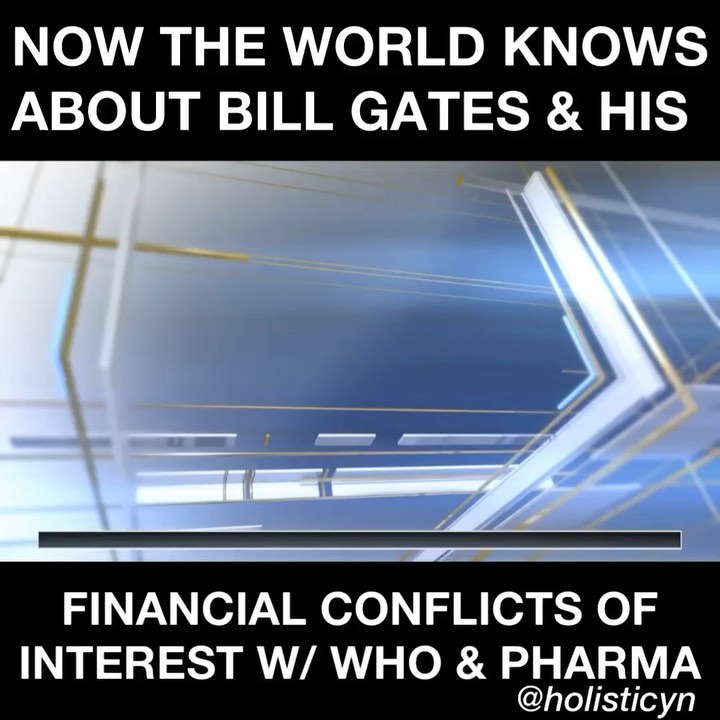 NOW THE WORLD KNOWS
ABOUT BILL GATES & HIS
FINANCIAL CONFLICTS OF
INTEREST W/ WHO & PHARMA
@holisticyn